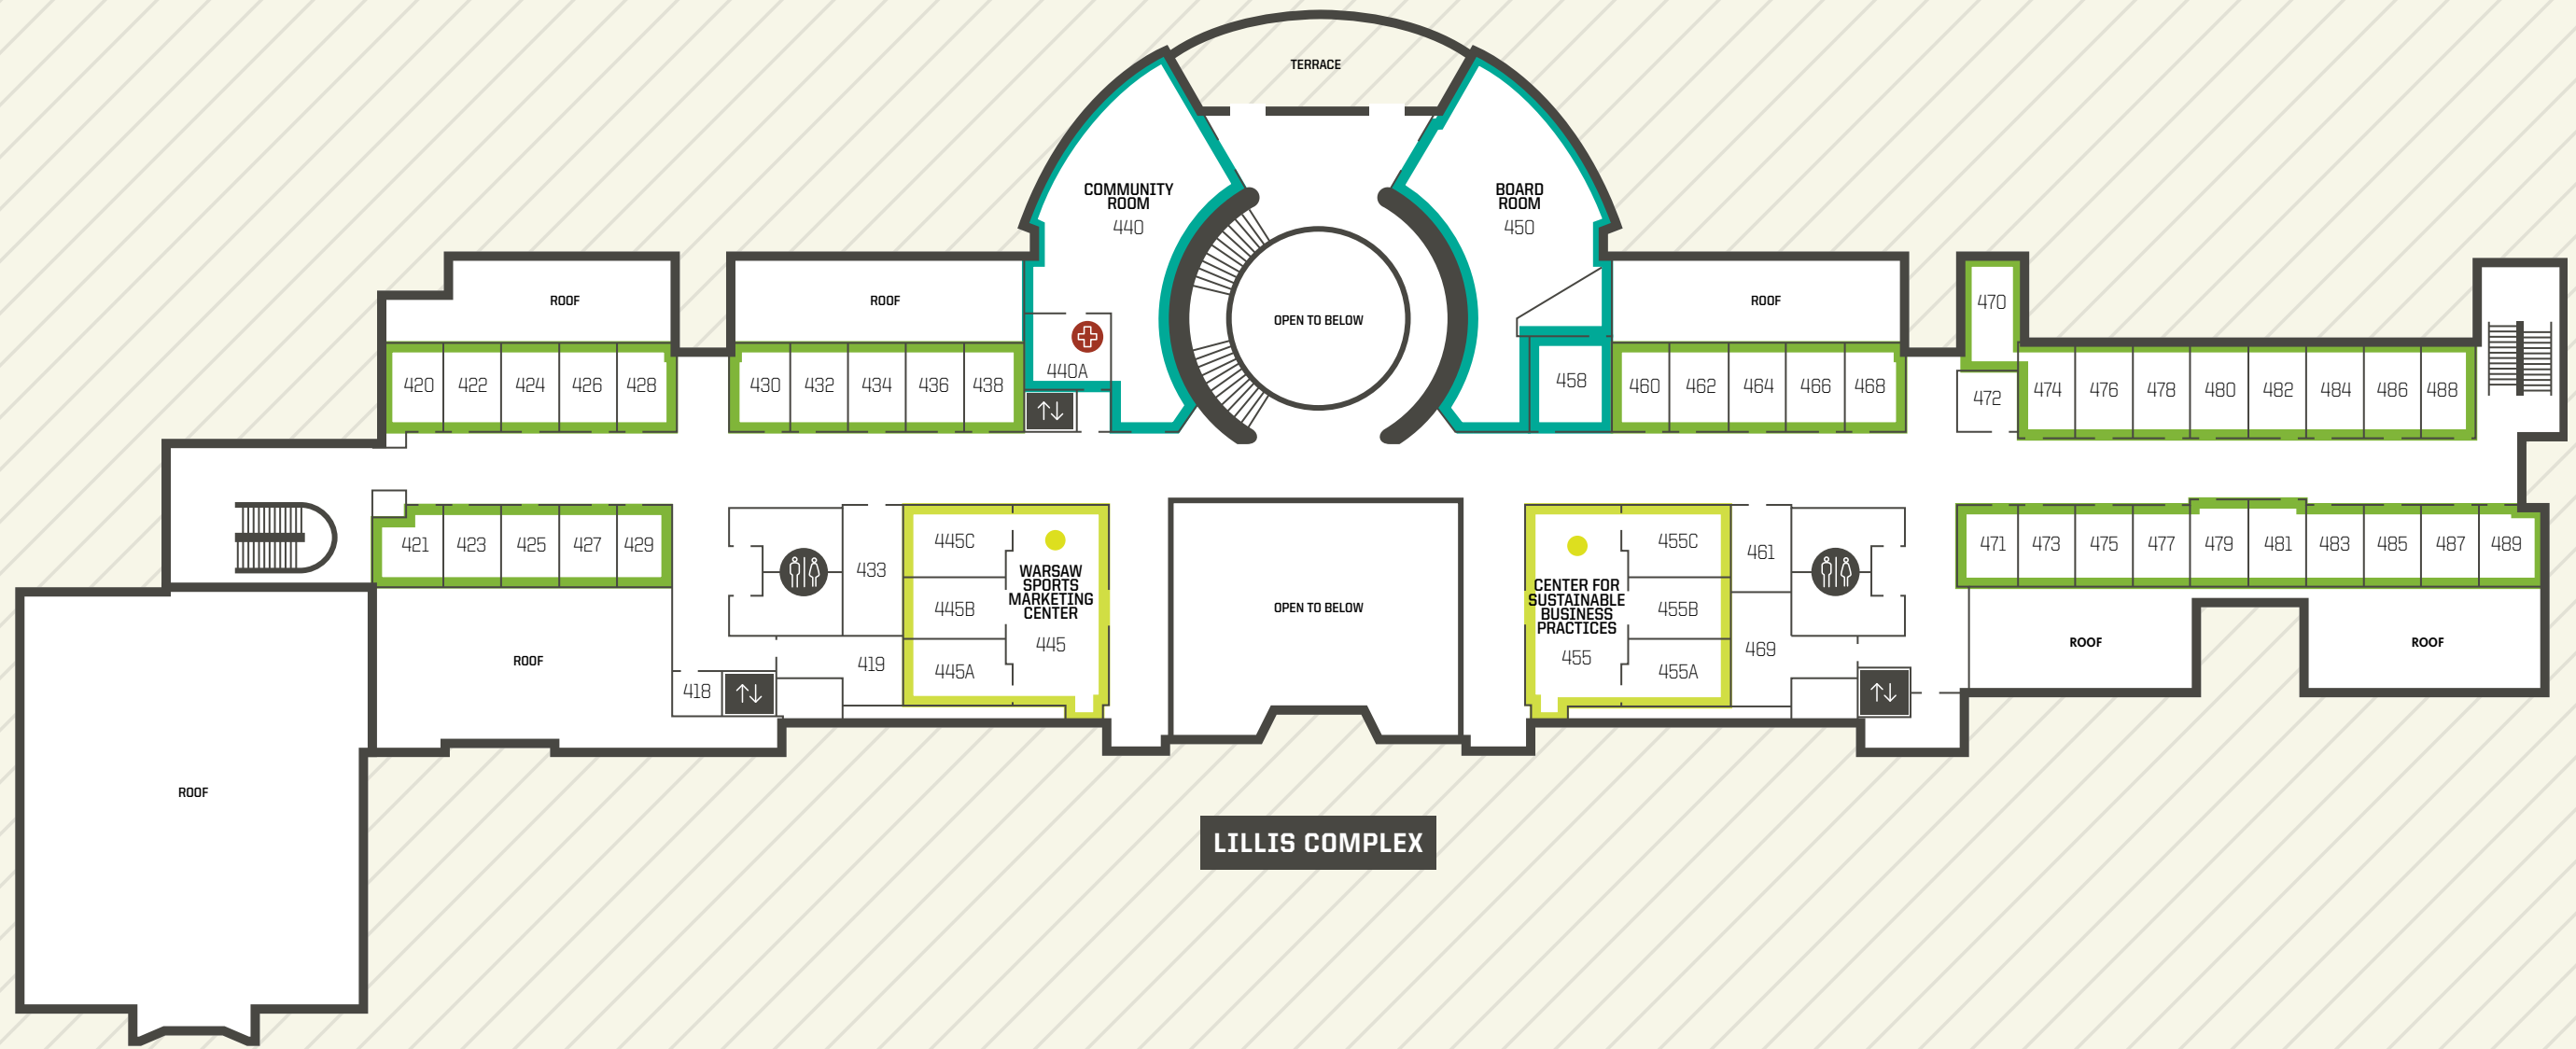 TERRACE
COMMUNITY
ROOM
440
BOARD
ROOM
450
ROOF
ROOF
OPEN TO BELOW
ROOF
470
440A
420
422
424
426
428
430
432
434
436
438
458
460
462
464
466
468
472
474
476
478
480
482
484
486
488
421
423
425
427
429
433
445C
445B
445A
WARSAW
SPORTS
MARKETING
CENTER
445
OPEN TO BELOW
CENTER FOR
SUSTAINABLE
BUSINESS
PRACTICES
455
455C
455B
455A
461
469
471
473
475
477
479
481
483
485
487
489
ROOF
418
419
ROOF
ROOF
ROOF
LILLIS COMPLEX